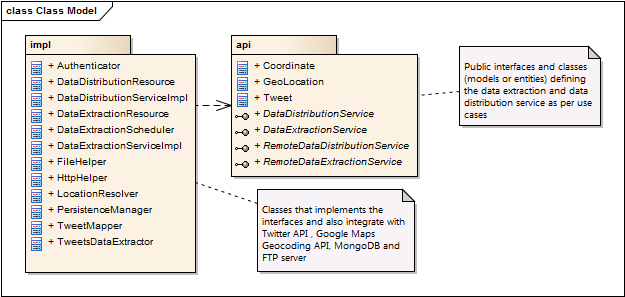 class Class Model
impl
+ Authenticator
+ DataDistributionResource
+ DataDistributionServiceImpl
+ DataExtractionResource
+ DataExtractionScheduler
+ DataExtractionServiceImpl
+ FileHelper
+ HttpHelper
+ LocationResolver
+ PersistenceManager
+ TweetMapper
+ TweetsDataExtractor
api
+ Coordinate
+ GeoLocation
+ Tweet
+ DataDistributionService
+ DataExtractionService
+ RemoteDataDistributionService
+ RemoteDataExtractionService
Public interfaces and classes
(models or entities) defining
the data extraction and data
distribution service as per use
cases
Classes that implements the
interfaces and also integrate with
Twitter API , Google Maps
Geocoding API, MongoDB and
FTP server